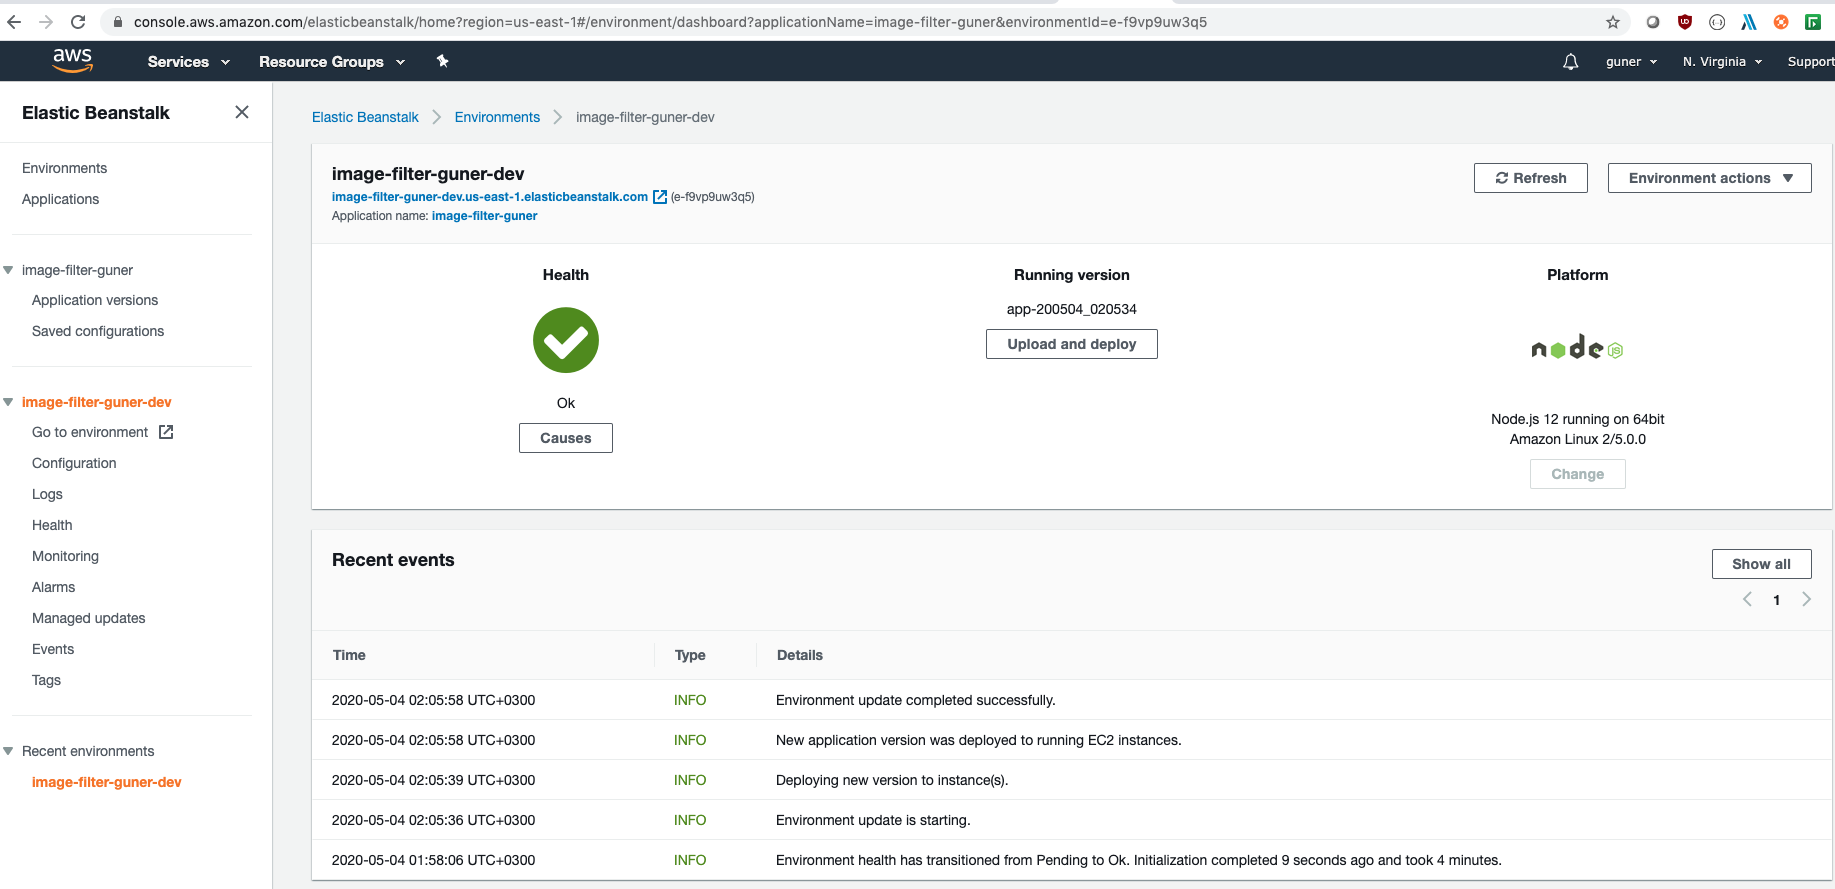 console.aws.amazon.com/elasticbeanstalk/home?region=us-east-1#/environment/dashboard?applicationName=image-filter-guner&environmentId=e-f9vp9uw3q5
aws Services Resource Groups guner N. Virginia Support
Elastic Beanstalk
Environments
Applications
image-filter-guner
Application versions
Saved configurations
image-filter-guner-dev
Go to environment
Configuration
Logs
Health
Monitoring
Alarms
Managed updates
Events
Tags
Recent environments
image-filter-guner-dev
Elastic Beanstalk Environments image-filter-guner-dev
image-filter-guner-dev
image-filter-guner-dev.us-east-1.elasticbeanstalk.com (e-f9vp9uw3q5)
Application name: image-filter-guner
Refresh
Environment actions
Health
Ok
Causes
Running version
app-200504_020534
Upload and deploy
Platform
node JS
Node.js 12 running on 64bit
Amazon Linux 2/5.0.0
Change
Recent events
Show all
1
Time Type Details
2020-05-04 02:05:58 UTC+0300 INFO Environment update completed successfully.
2020-05-04 02:05:58 UTC+0300 INFO New application version was deployed to running EC2 instances.
2020-05-04 02:05:39 UTC+0300 INFO Deploying new version to instance(s).
2020-05-04 02:05:36 UTC+0300 INFO Environment update is starting.
2020-05-04 01:58:06 UTC+0300 INFO Environment health has transitioned from Pending to Ok. Initialization completed 9 seconds ago and took 4 minutes.